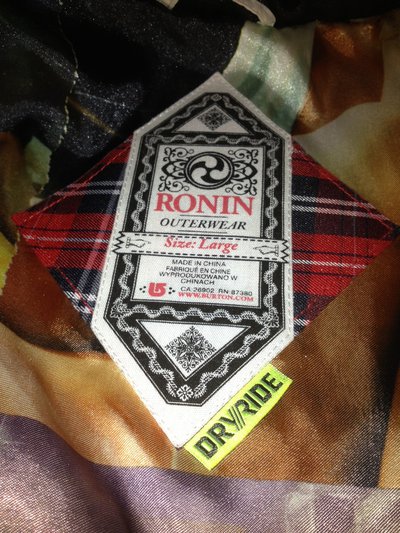 RONIN
OUTERWEAR
Size: Large
MADE IN CHINA
FABRIQUÉ EN CHINE
WYPRODUKOWANO W
CHINACH
CA 26902 RN 87380
WWW.BURTON.COM
DRYRIDE